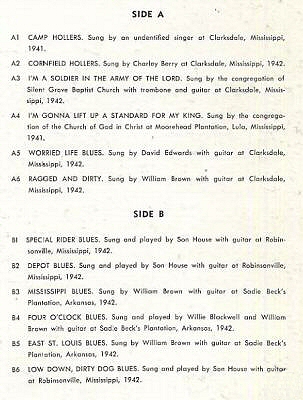 SIDE A
A1 CAMP HOLLERS. Sung by an undentified singer at Clarksdale, Mississippi,
1941.
A2 CORNFIELD HOLLERS. Sung by Charley Berry at Clarksdale, Mississippi, 1942.
A3 I'M A SOLDIER IN THE ARMY OF THE LORD. Sung by the congregation of
Silent Grove Baptist Church with trombone and guitar at Clarksdale, Missis-
sippi, 1942.
A4 I'M GONNA LIFT UP A STANDARD FOR MY KING. Sung by the congrega-
tion of the Church of God in Christ at Moorehead Plantation, Lula, Mississippi,
1941.
A5 WORRIED LIFE BLUES. Sung by David Edwards with guitar at Clarksdale,
Mississippi, 1942.
A6 RAGGED AND DIRTY. Sung by William Brown with guitar at Clarksdale,
Mississippi, 1942.
SIDE B
B1 SPECIAL RIDER BLUES. Sung and played by Son House with guitar at Robin-
sonville, Mississippi, 1942.
B2 DEPOT BLUES. Sung and played by Son House with guitar at Robinsonville,
Mississippi, 1942.
B3 MISSISSIPPI BLUES. Sung by William Brown with guitar at Sadie Beck's
Plantation, Arkansas, 1942.
B4 FOUR O'CLOCK BLUES. Sung and played by Willie Blackwell and William
Brown with guitar at Sadie Beck's Plantation, Arkansas, 1942.
B5 EAST ST. LOUIS BLUES. Sung by William Brown with guitar at Sadie Beck's
Plantation, Arkansas, 1942.
B6 LOW DOWN, DIRTY DOG BLUES. Sung and played by Son House with guitar
at Robinsonville, Mississippi, 1942.